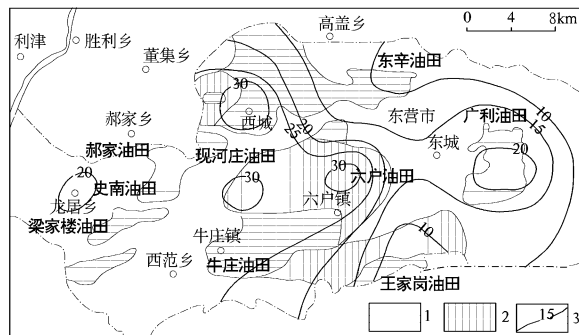 高盖乡
0 4 8km
利津
胜利乡
董集乡
东辛油田
30
10
15
西城
25
20
东营市
广利油田
东城
20
郝家乡
郝家油田
现河庄油田
20
史南油田
龙居乡
30
30
六户油田
六户镇
梁家楼油田
10
牛庄镇
西范乡
牛庄油田
王家岗油田
1
2
15
3